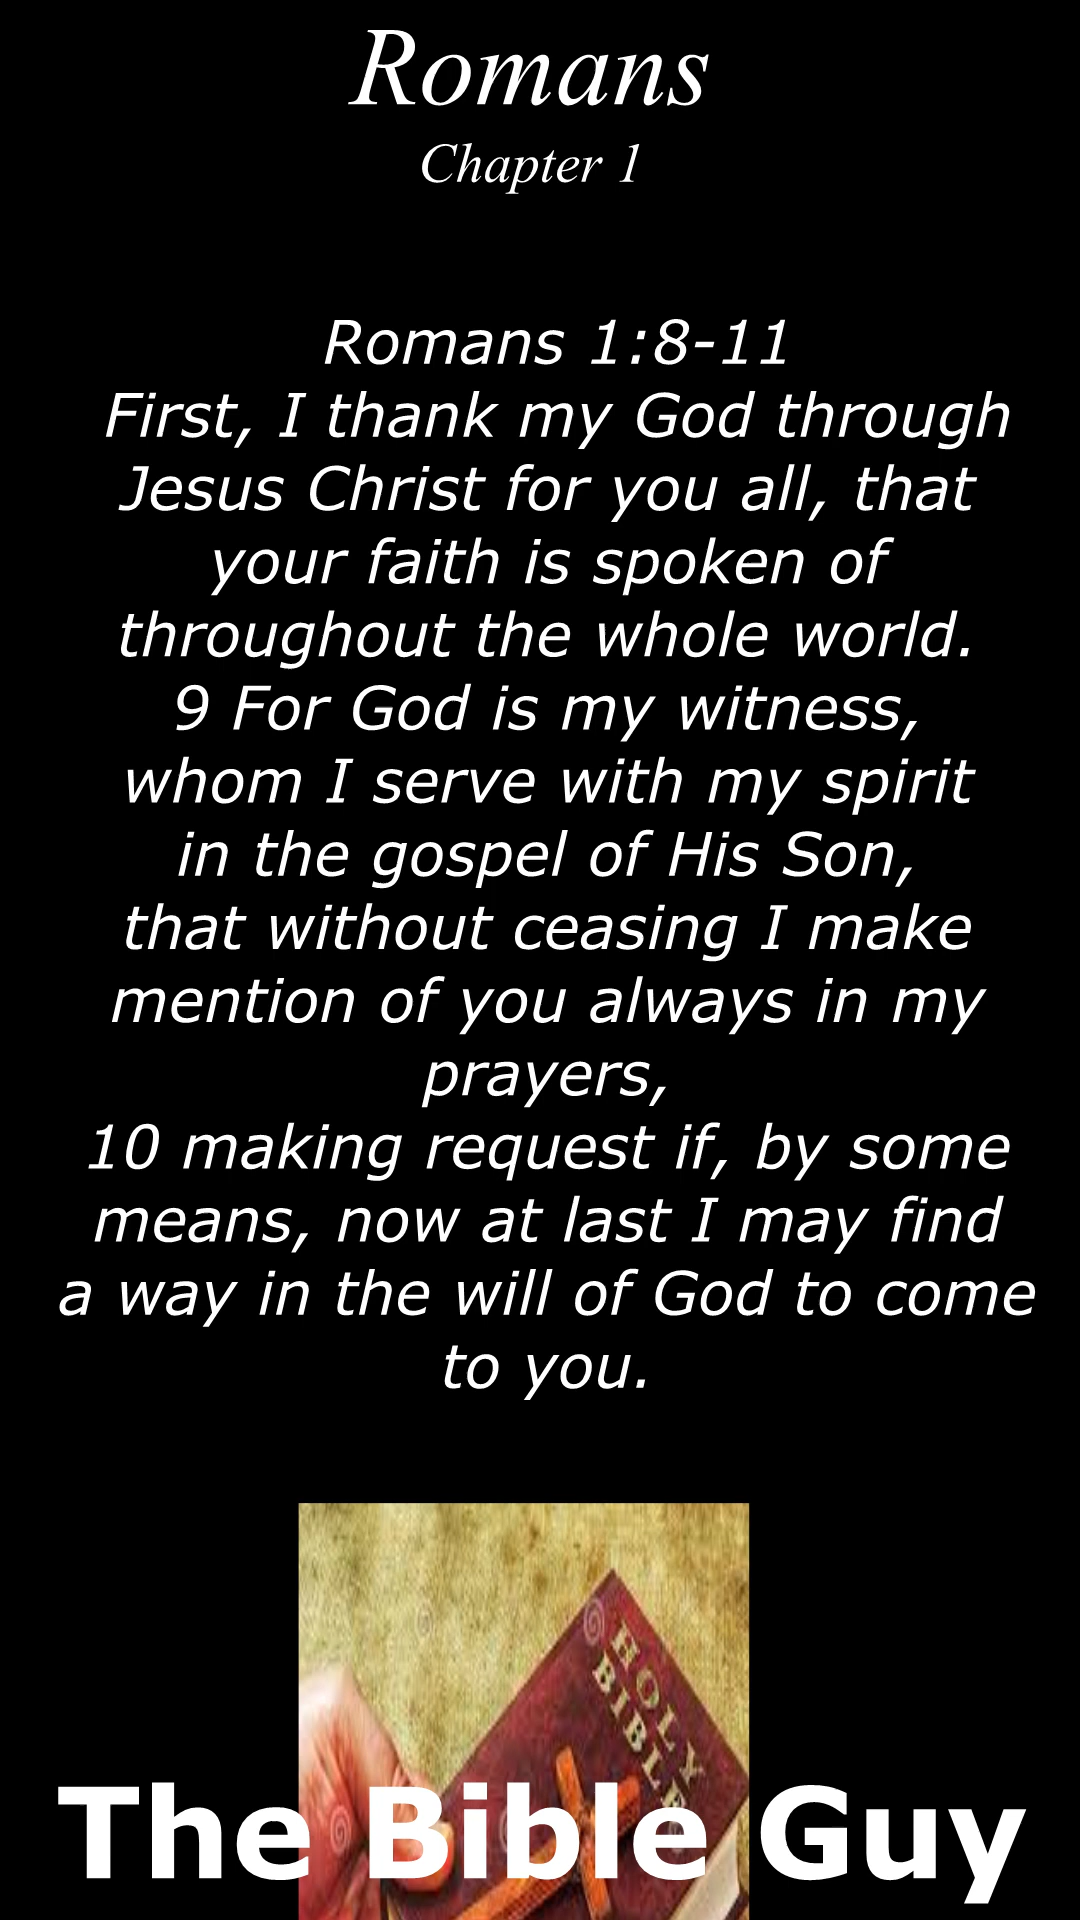 Romans
Chapter 1
Romans 1:8-11
First, I thank my God through
Jesus Christ for you all, that
your faith is spoken of
throughout the whole world.
9 For God is my witness,
whom I serve with my spirit
in the gospel of His Son,
that without ceasing I make
mention of you always in my
prayers,
10 making request if, by some
means, now at last I may find
a way in the will of God to come
to you.
HOLY
BIBLE
The Bible Guy